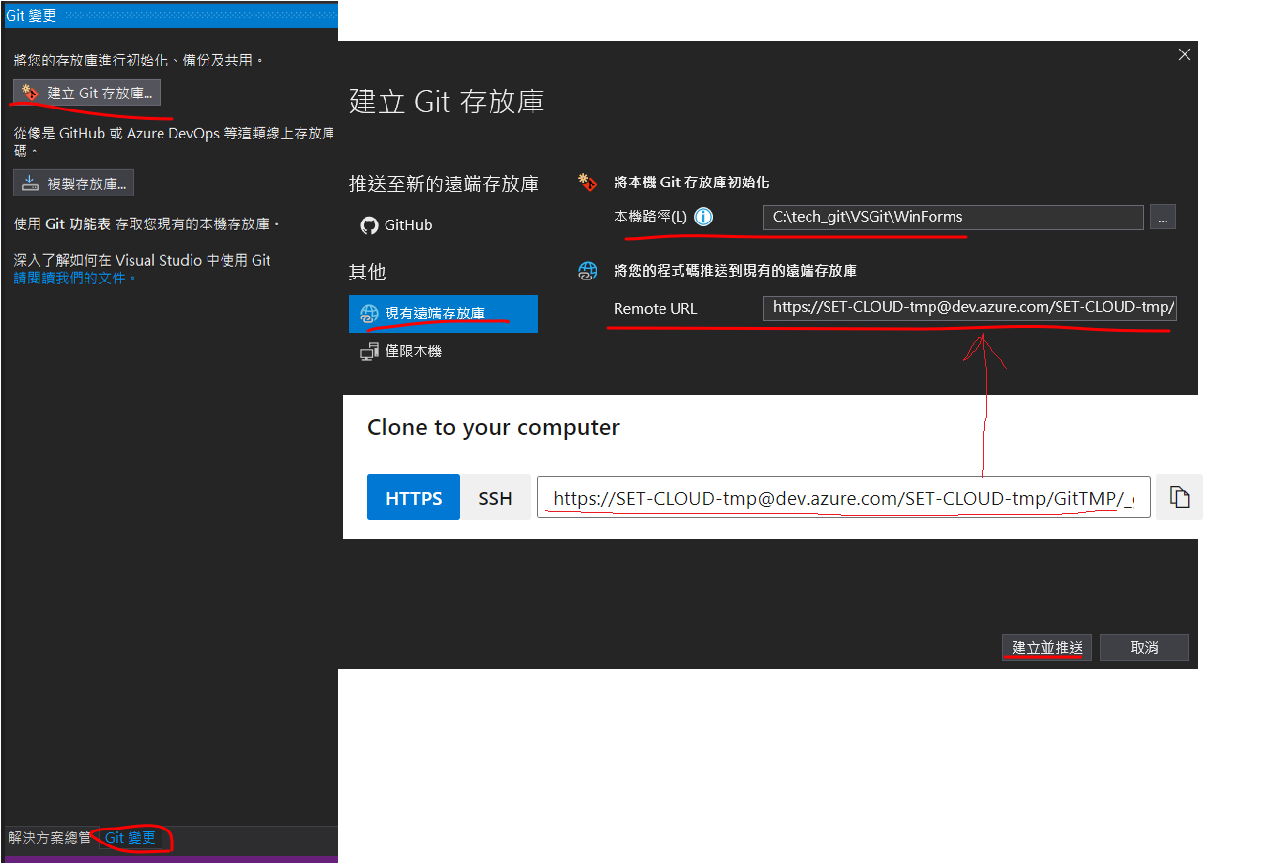 Git 變更
將您的存放庫進行初始化、備份及共用。
建立 Git 存放庫...
從像是 GitHub 或 Azure DevOps 等這類線上存放庫
碼。
複製存放庫...
使用 Git 功能表 存取您現有的本機存放庫。
深入了解如何在 Visual Studio 中使用 Git
請閱讀我們的文件。
解決方案總管
Git 變更
建立 Git 存放庫
推送至新的遠端存放庫
GitHub
其他
現有遠端存放庫
僅限本機
將本機 Git 存放庫初始化
本機路徑(L)
C:\tech_git\VSGit\WinForms
...
將您的程式碼推送到現有的遠端存放庫
Remote URL
https://SET-CLOUD-tmp@dev.azure.com/SET-CLOUD-tmp/
Clone to your computer
HTTPS
SSH
https://SET-CLOUD-tmp@dev.azure.com/SET-CLOUD-tmp/GitTMP/_
建立並推送
取消